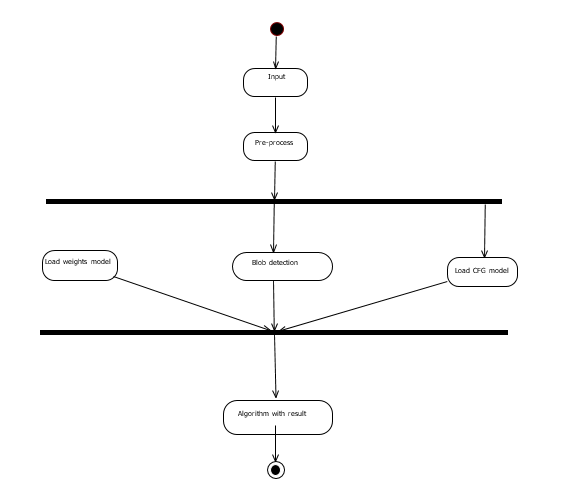 Input
Pre-process
Load weights model
Blob detection
Load CFG model
Algorithm with result